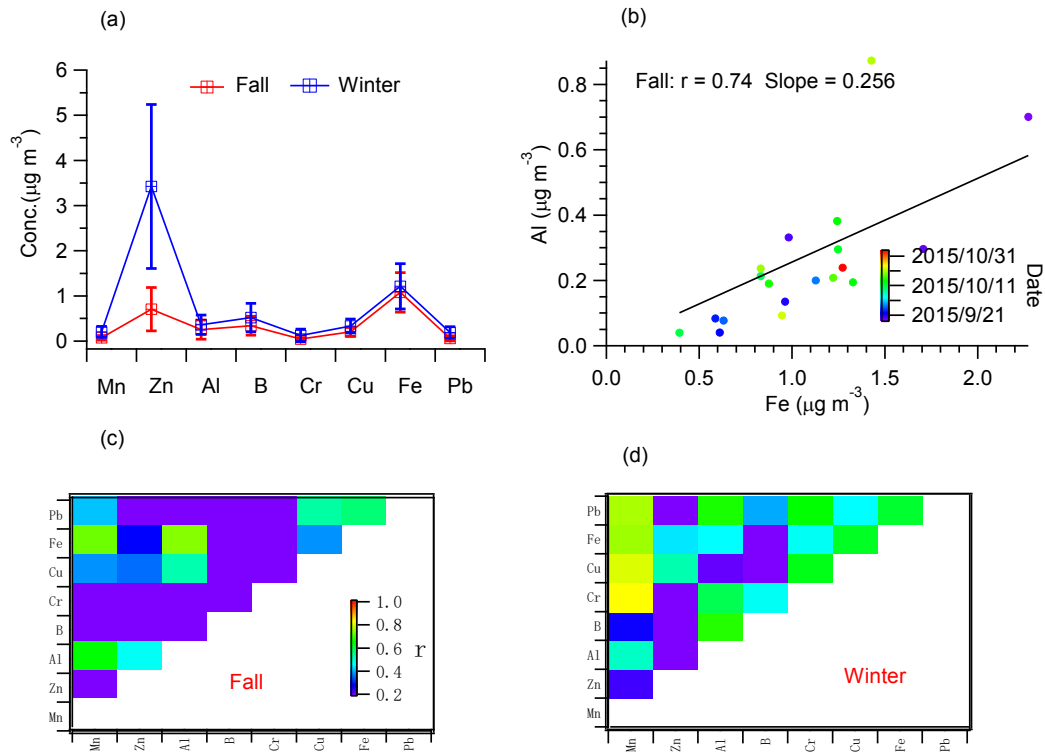 (a)
6
5
4
3
2
1
0
Conc.(μg m⁻³)
Fall
Winter
Mn Zn Al B Cr Cu Fe Pb
(b)
Fall: r = 0.74 Slope = 0.256
0.8
0.6
0.4
0.2
0.0
Al (μg m⁻³)
2015/10/31
2015/10/11
2015/9/21
Date
0.0 0.5 1.0 1.5 2.0
Fe (μg m⁻³)
(c)
Pb
Fe
Cu
Cr
B
Al
Zn
Mn
1.0
0.8
0.6
0.4
0.2
r
Fall
Mn Zn Al B Cr Cu Fe Pb
(d)
Pb
Fe
Cu
Cr
B
Al
Zn
Mn
Winter
Mn Zn Al B Cr Cu Fe Pb